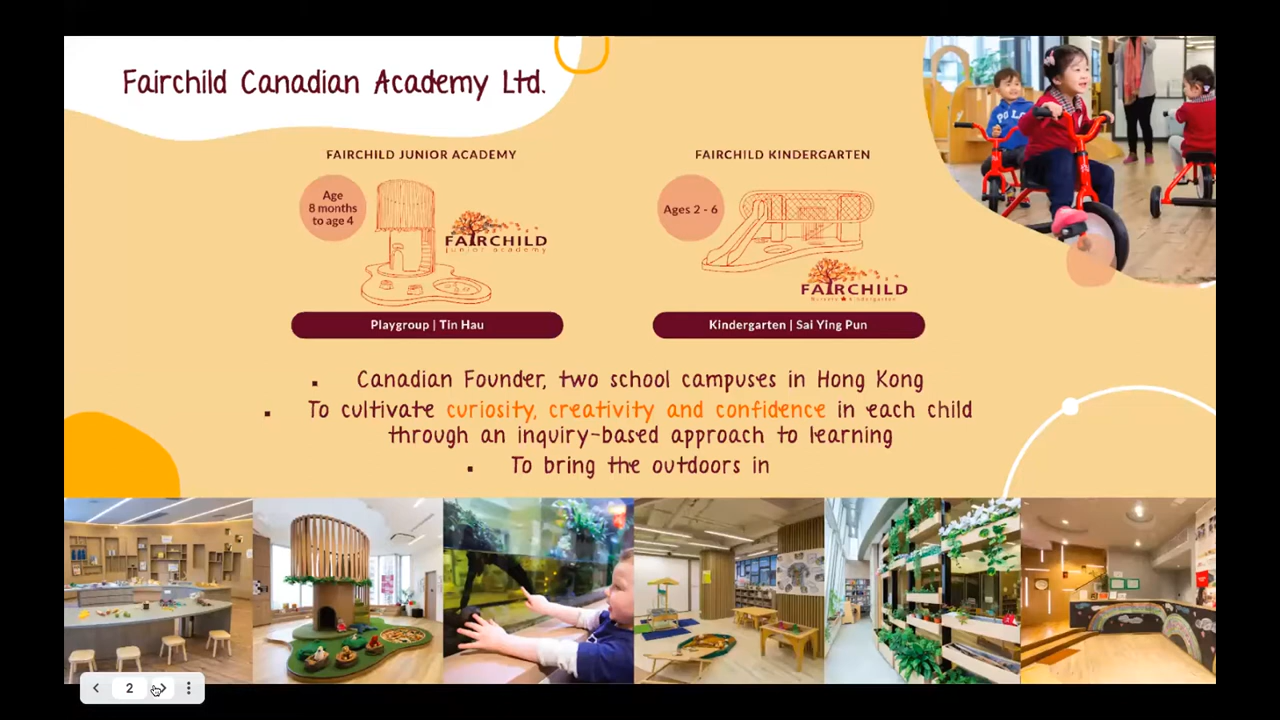 Fairchild Canadian Academy Ltd.
FAIRCHILD JUNIOR ACADEMY
Age
8 months
to age 4
FAIRCHILD
junior academy
Playgroup | Tin Hau
FAIRCHILD KINDERGARTEN
Ages 2 - 6
FAIRCHILD
Kindergarten | Sai Ying Pun
POLO
▪ Canadian Founder, two school campuses in Hong Kong
▪ To cultivate curiosity, creativity and confidence in each child
through an inquiry-based approach to learning
▪ To bring the outdoors in
2